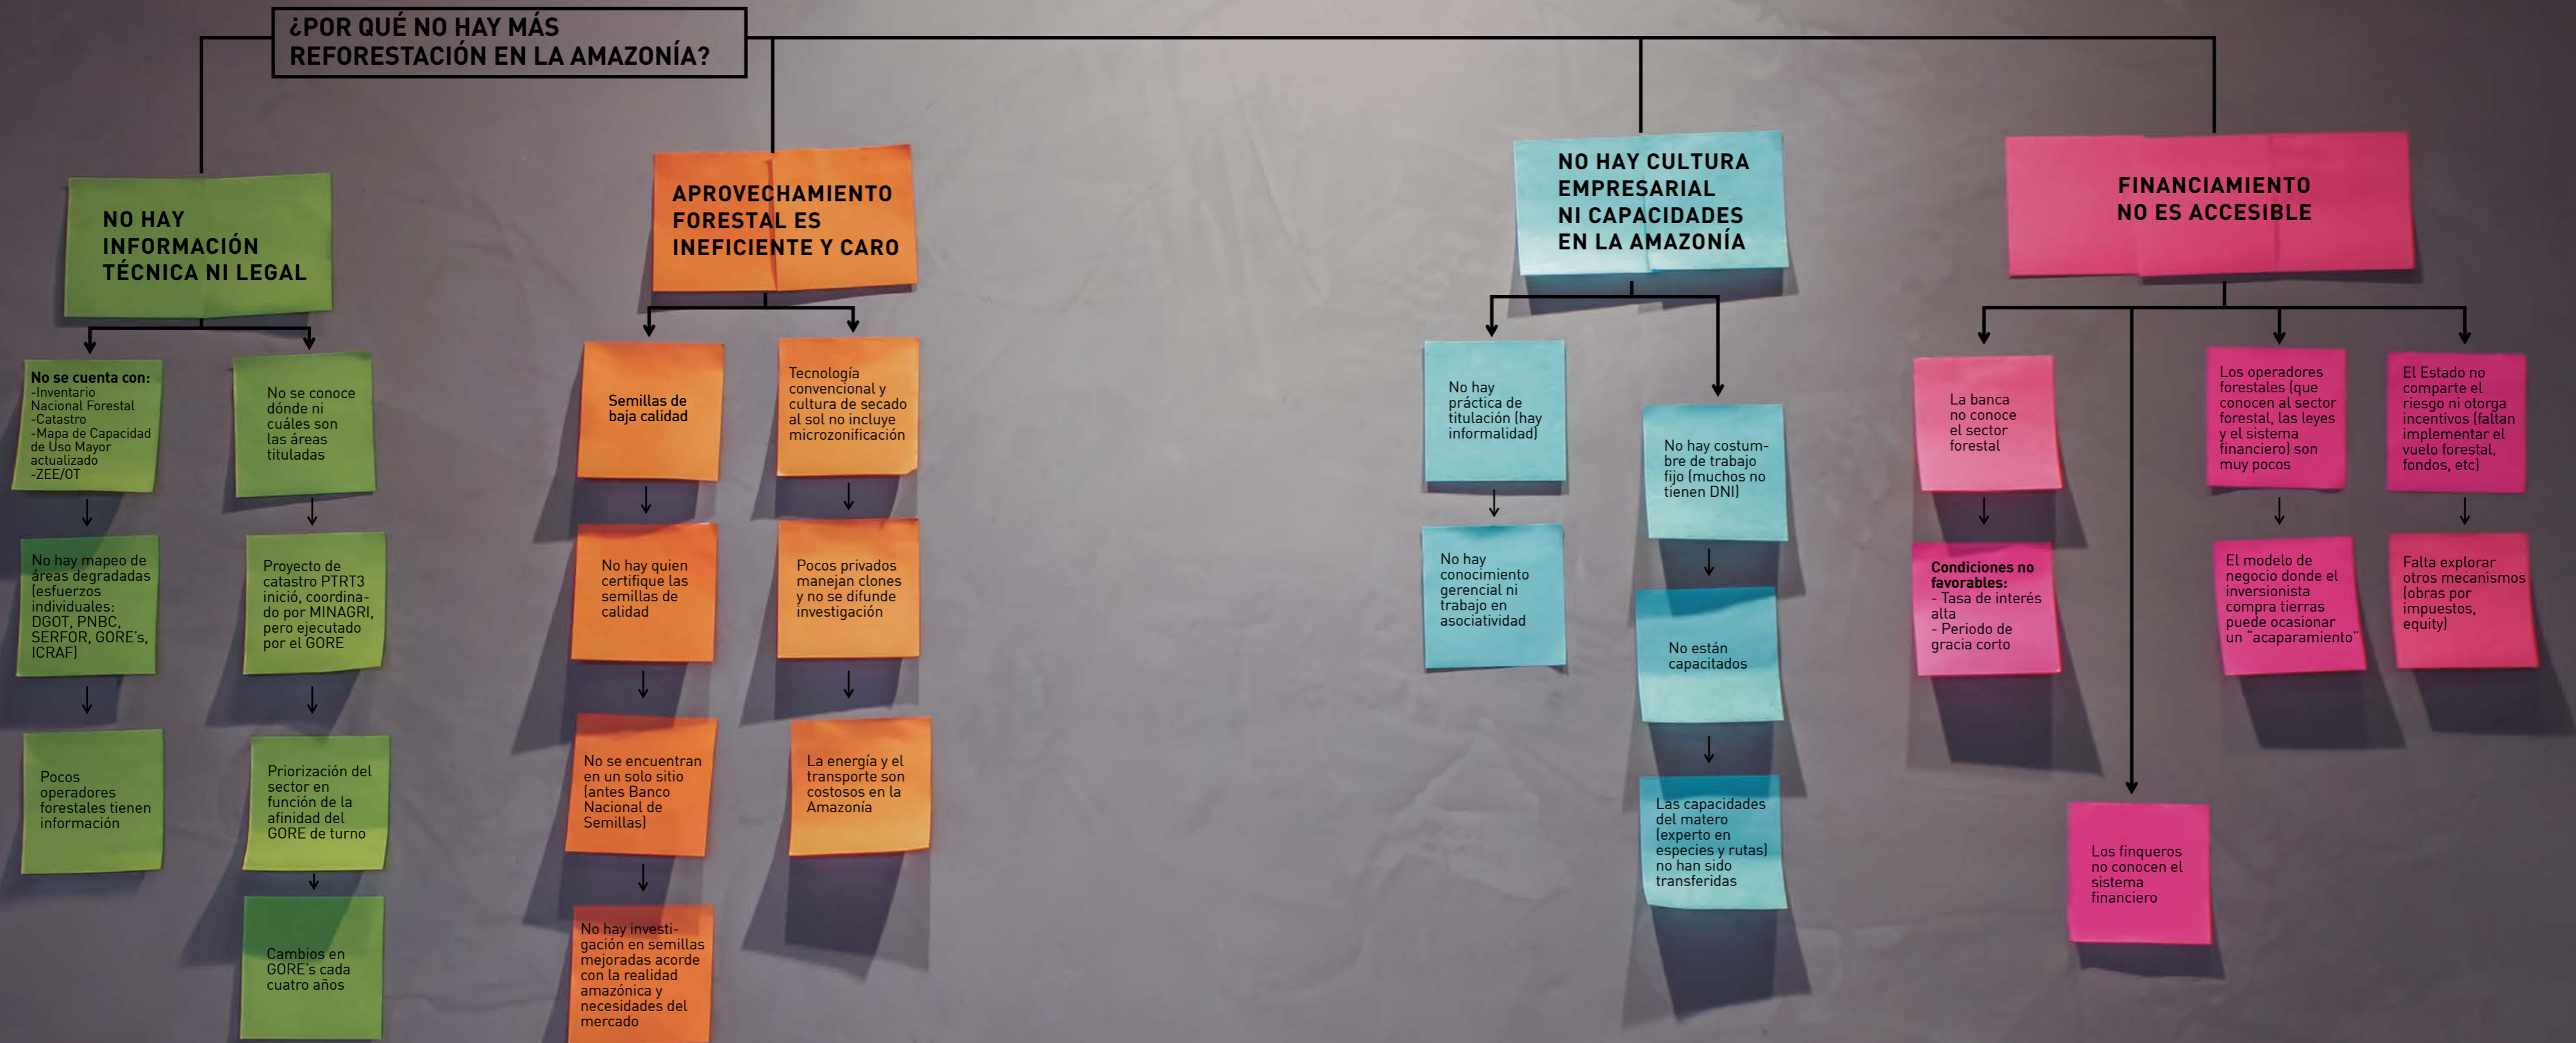 ¿POR QUÉ NO HAY MÁS
REFORESTACIÓN EN LA AMAZONÍA?
NO HAY
INFORMACIÓN
TÉCNICA NI LEGAL
No se cuenta con:
-Inventario
Nacional Forestal
-Catastro
-Mapa de Capacidad
de Uso Mayor
actualizado
-ZEE/OT
No hay mapeo de
áreas degradadas
(esfuerzos
individuales:
DGOT, PNBC,
SERFOR, GORE's,
ICRAF)
Pocos
operadores
forestales tienen
información
No se conoce
dónde ni
cuáles son
las áreas
tituladas
Proyecto de
catastro PTRT3
inició, coordina-
do por MINAGRI,
pero ejecutado
por el GORE
Priorización del
sector en
función de la
afinidad del
GORE de turno
Cambios en
GORE's cada
cuatro años
APROVECHAMIENTO
FORESTAL ES
INEFICIENTE Y CARO
Semillas de
baja calidad
No hay quien
certifique las
semillas de
calidad
No se encuentran
en un solo sitio
(antes Banco
Nacional de
Semillas)
No hay investi-
gación en semillas
mejoradas acorde
con la realidad
amazónica y
necesidades del
mercado
Tecnología
convencional y
cultura de secado
al sol no incluye
microzonificación
Pocos privados
manejan clones
y no se difunde
investigación
La energía y el
transporte son
costosos en la
Amazonía
NO HAY CULTURA
EMPRESARIAL
NI CAPACIDADES
EN LA AMAZONÍA
No hay
práctica de
titulación (hay
informalidad)
No hay
conocimiento
gerencial ni
trabajo en
asociatividad
No hay costum-
bre de trabajo
fijo (muchos no
tienen DNI)
No están
capacitados
Las capacidades
del matero
(experto en
especies y rutas)
no han sido
transferidas
FINANCIAMIENTO
NO ES ACCESIBLE
La banca
no conoce
el sector
forestal
Condiciones no
favorables:
- Tasa de interés
alta
- Periodo de
gracia corto
Los finqueros
no conocen el
sistema
financiero
Los operadores
forestales (que
conocen al sector
forestal, las leyes
y el sistema
financiero) son
muy pocos
El modelo de
negocio donde el
inversionista
compra tierras
puede ocasionar
un "acaparamiento"
El Estado no
comparte el
riesgo ni otorga
incentivos (faltan
implementar el
vuelo forestal,
fondos, etc)
Falta explorar
otros mecanismos
(obras por
impuestos,
equity)